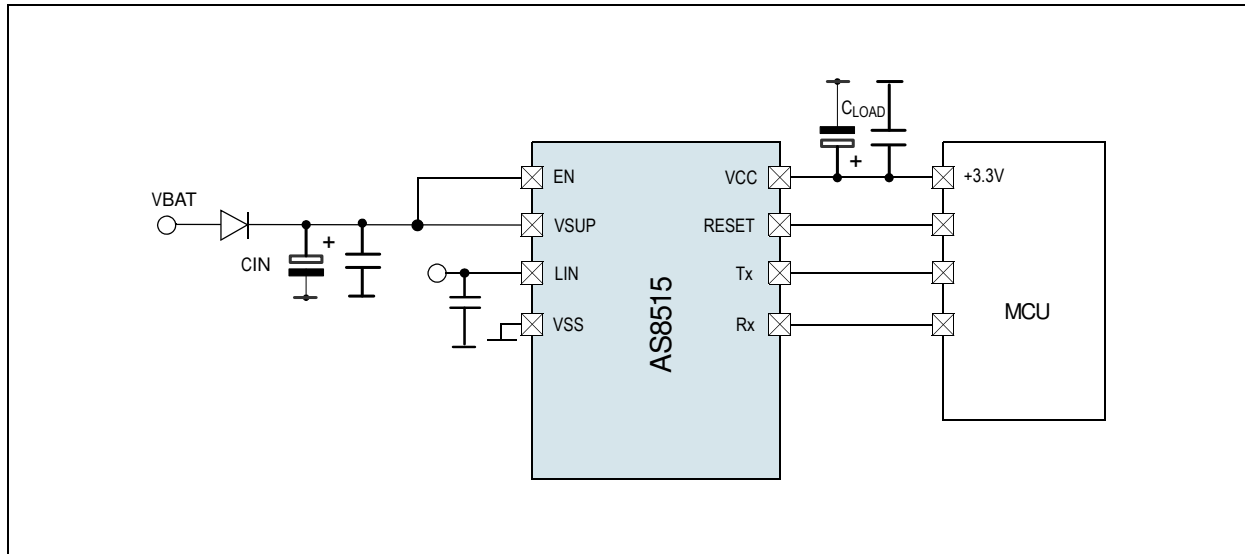 CLOAD
EN
VCC
+3.3V
VBAT
+
VSUP
RESET
+
CIN
LIN
Tx
AS8515
MCU
VSS
Rx